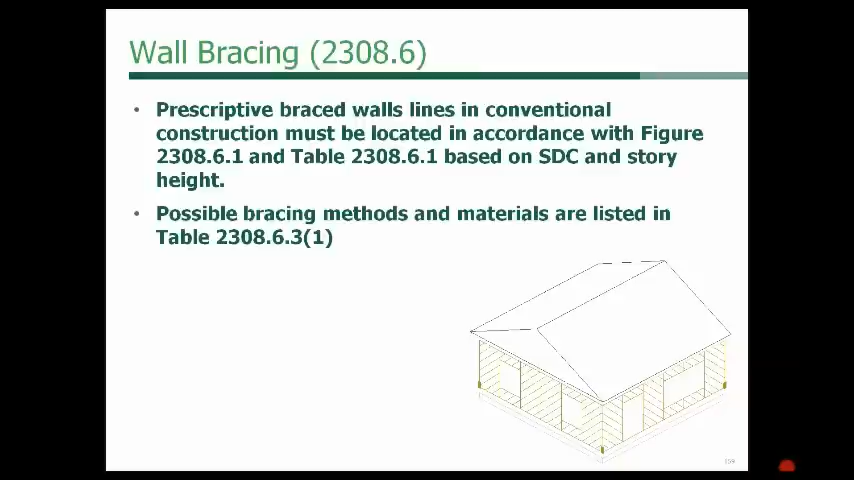 Wall Bracing (2308.6)
• Prescriptive braced walls lines in conventional
construction must be located in accordance with Figure
2308.6.1 and Table 2308.6.1 based on SDC and story
height.
• Possible bracing methods and materials are listed in
Table 2308.6.3(1)